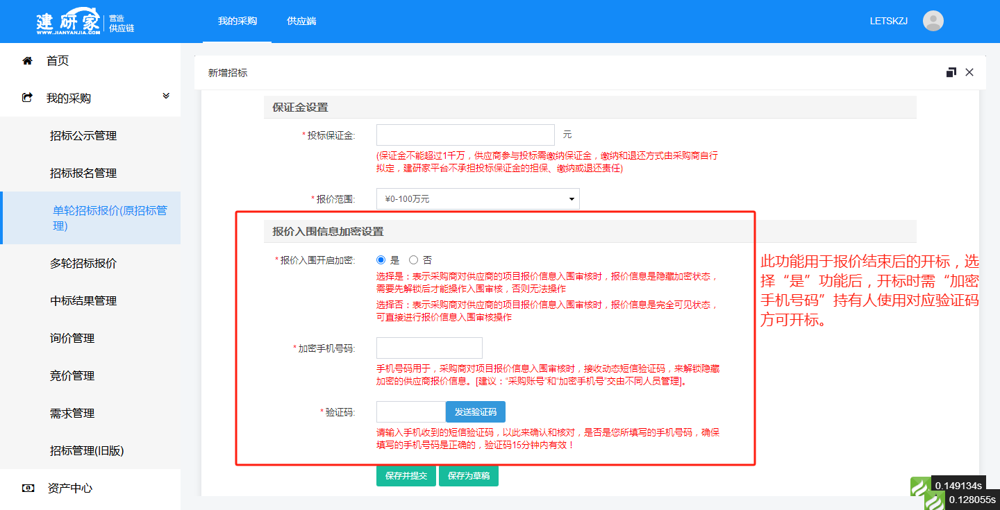 建研家
WWW.JIANYANJIA.COM
营造
供应链
我的采购
供应端
LETSKZJ
首页
我的采购
招标公示管理
招标报名管理
单轮招标报价(原招标管
理)
多轮招标报价
中标结果管理
询价管理
竞价管理
需求管理
招标管理(旧版)
资产中心
新增招标
保证金设置
*投标保证金:
元
(保证金不能超过1千万，供应商参与投标需缴纳保证金，缴纳和退还方式由采购商自行
拟定，建研家平台不承担投标保证金的担保、缴纳或退还责任)
*报价范围:
¥0-100万元
报价入围信息加密设置
*报价入围开启加密:
是
否
选择是：表示采购商对供应商的项目报价信息入围审核时，报价信息是隐藏加密状态，
需要先解锁后才能操作入围审核，否则无法操作
选择否：表示采购商对供应商的项目报价信息入围审核时，报价信息是完全可见状态，
可直接进行报价信息入围审核操作
*加密手机号码:
手机号码用于，采购商对项目报价信息入围审核时，接收动态短信验证码，来解锁隐藏
加密的供应商报价信息。[建议：“采购账号”和“加密手机号”交由不同人员管理]。
*验证码:
发送验证码
请输入手机收到的短信验证码，以此来确认和核对，是否是您所填写的手机号码，确保
填写的手机号码是正确的，验证码15分钟内有效！
保存并提交
保存为草稿
此功能用于报价结束后的开标，选
择“是”功能后，开标时需“加密
手机号码”持有人使用对应验证码
方可开标。
0.149134s
0.128055s